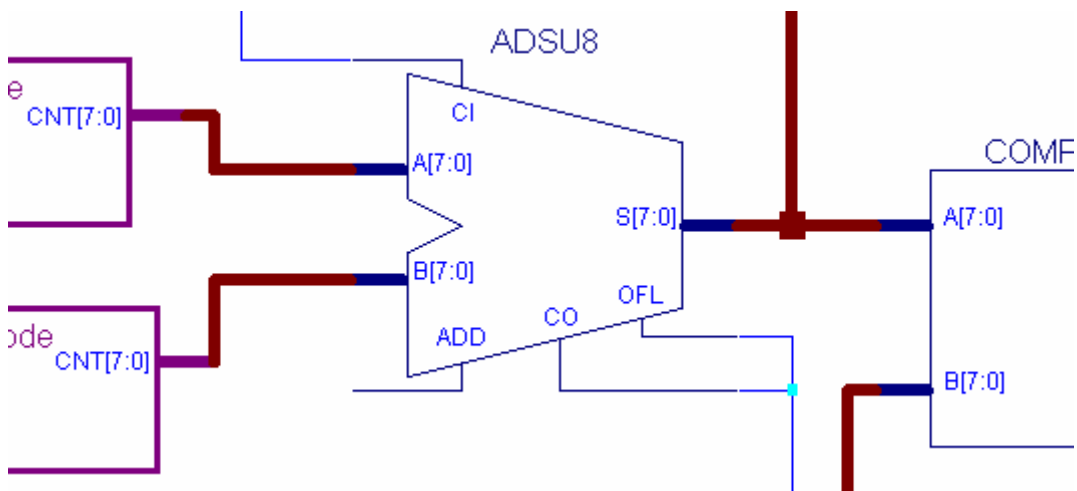 ADSU8
e
CNT[7:0]
CI
A[7:0]
COMP
S[7:0]
A[7:0]
B[7:0]
OFL
CO
ode
ADD
CNT[7:0]
B[7:0]